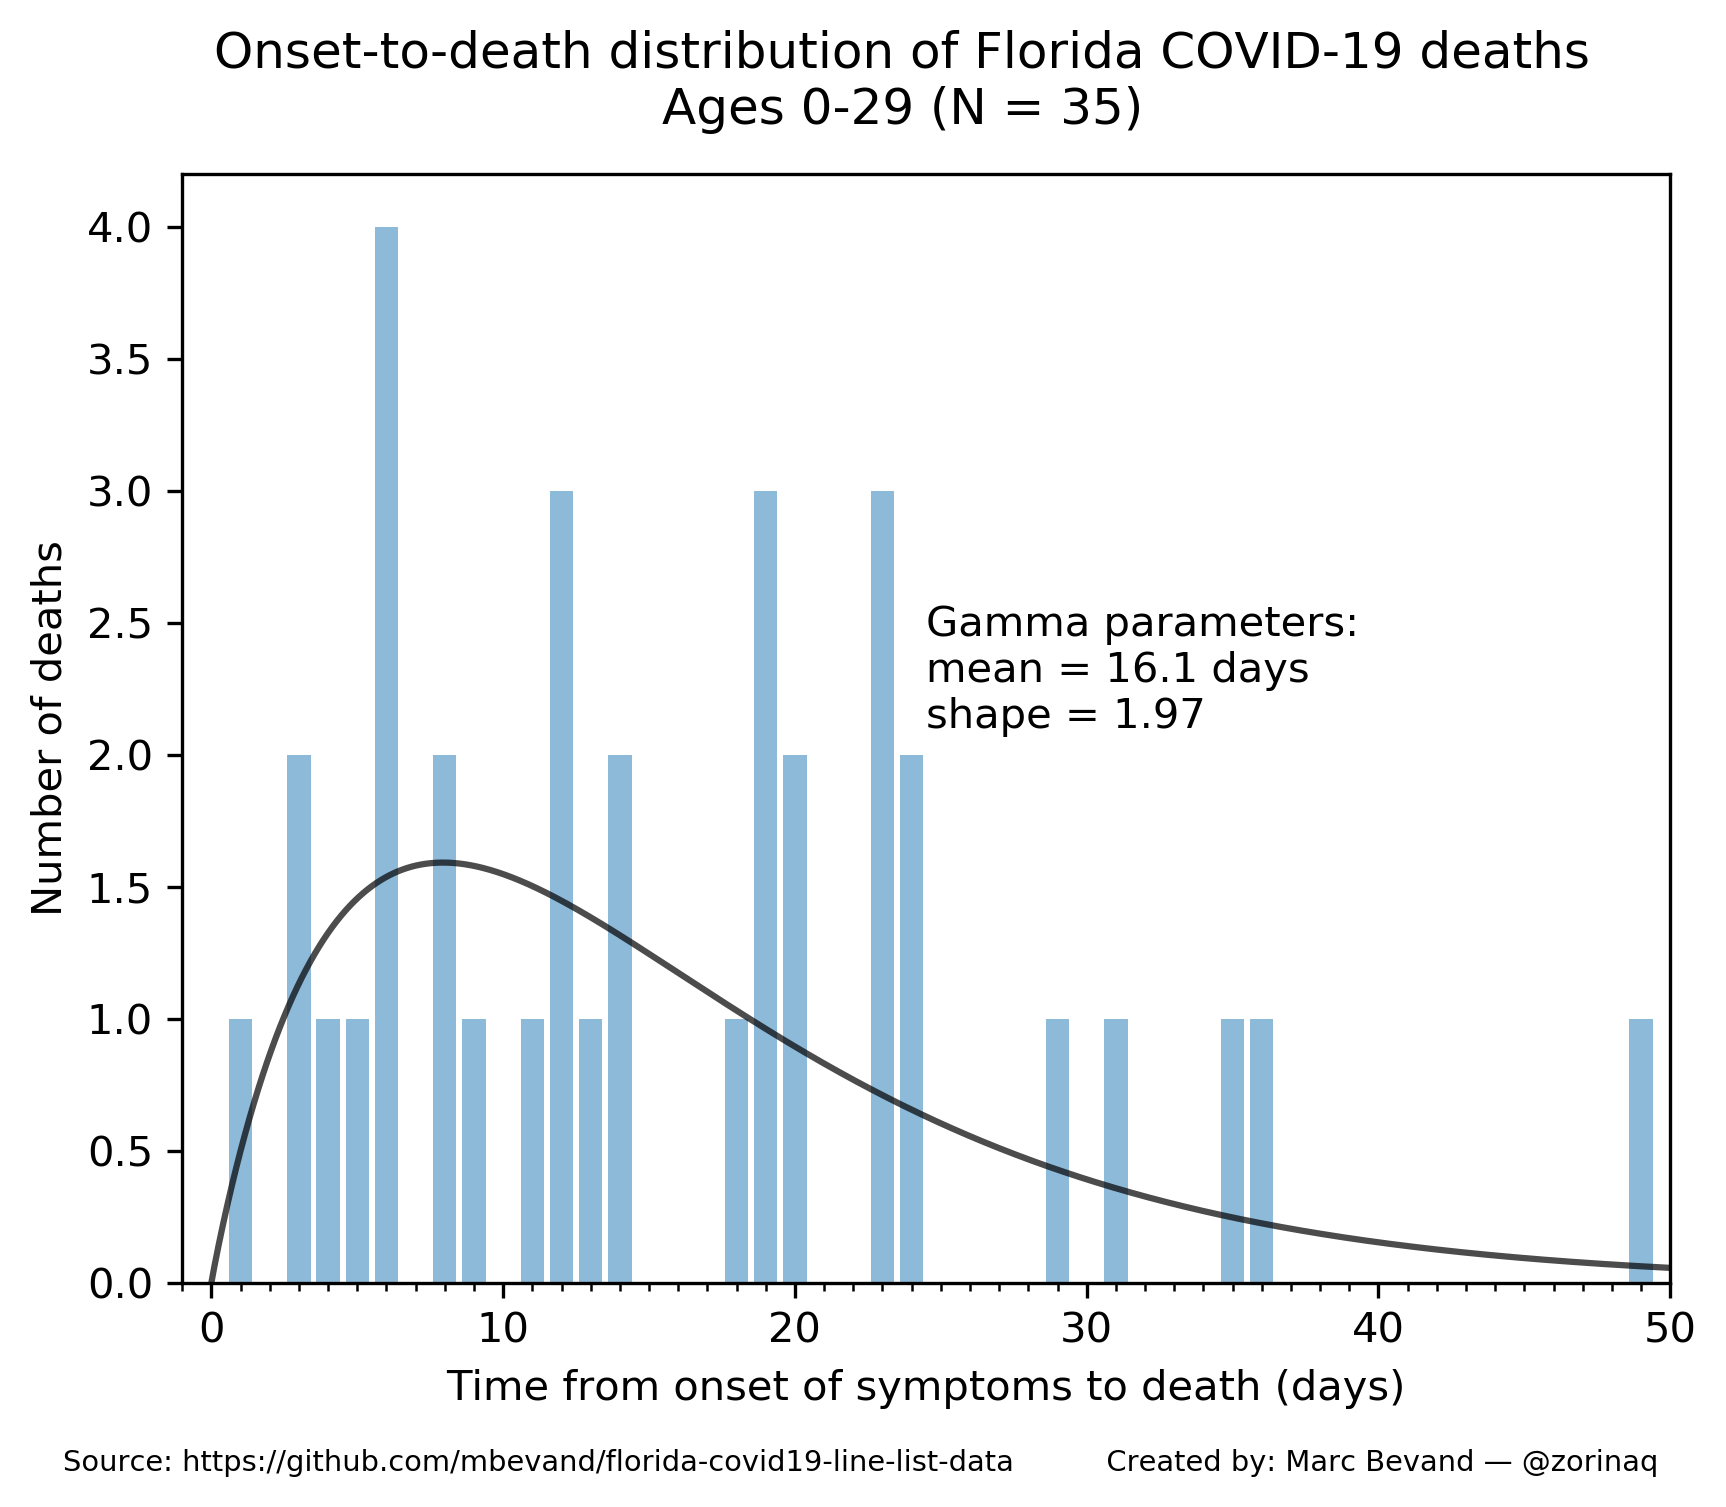 Onset-to-death distribution of Florida COVID-19 deaths
Ages 0-29 (N = 35)
4.0
3.5
3.0
2.5
2.0
1.5
1.0
0.5
0.0
Number of deaths
Gamma parameters:
mean = 16.1 days
shape = 1.97
0 10 20 30 40 50
Time from onset of symptoms to death (days)
Source: https://github.com/mbevand/florida-covid19-line-list-data Created by: Marc Bevand — @zorinaq